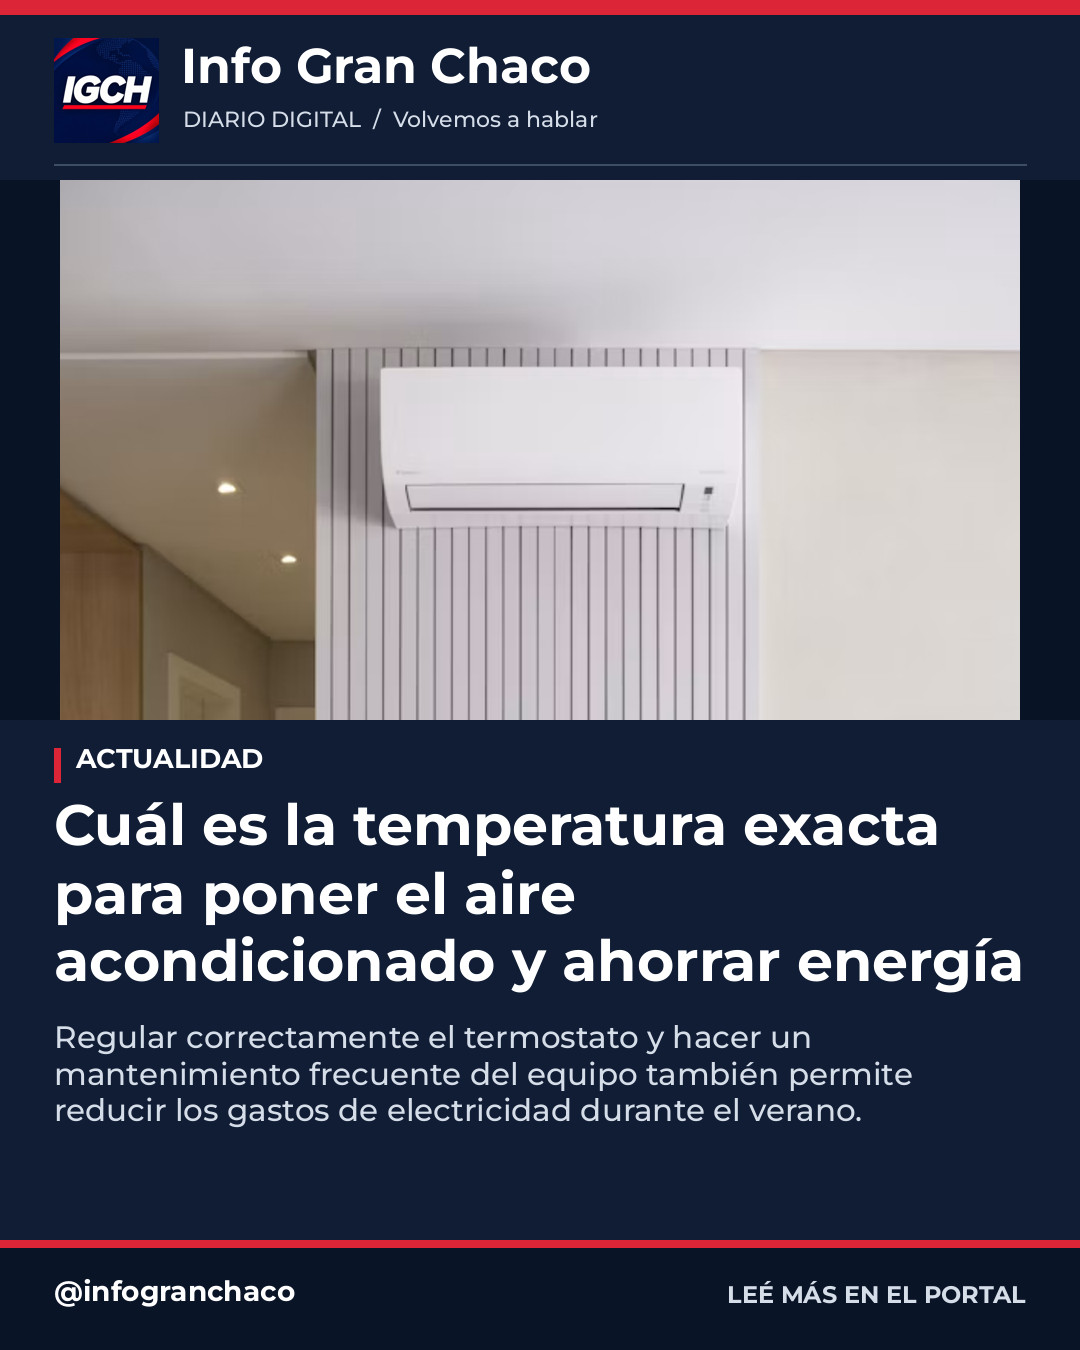 IGCH
Info Gran Chaco
DIARIO DIGITAL / Volvemos a hablar
ACTUALIDAD
Cuál es la temperatura exacta
para poner el aire
acondicionado y ahorrar energía
Regular correctamente el termostato y hacer un
mantenimiento frecuente del equipo también permite
reducir los gastos de electricidad durante el verano.
@infogranchaco
LEÉ MÁS EN EL PORTAL